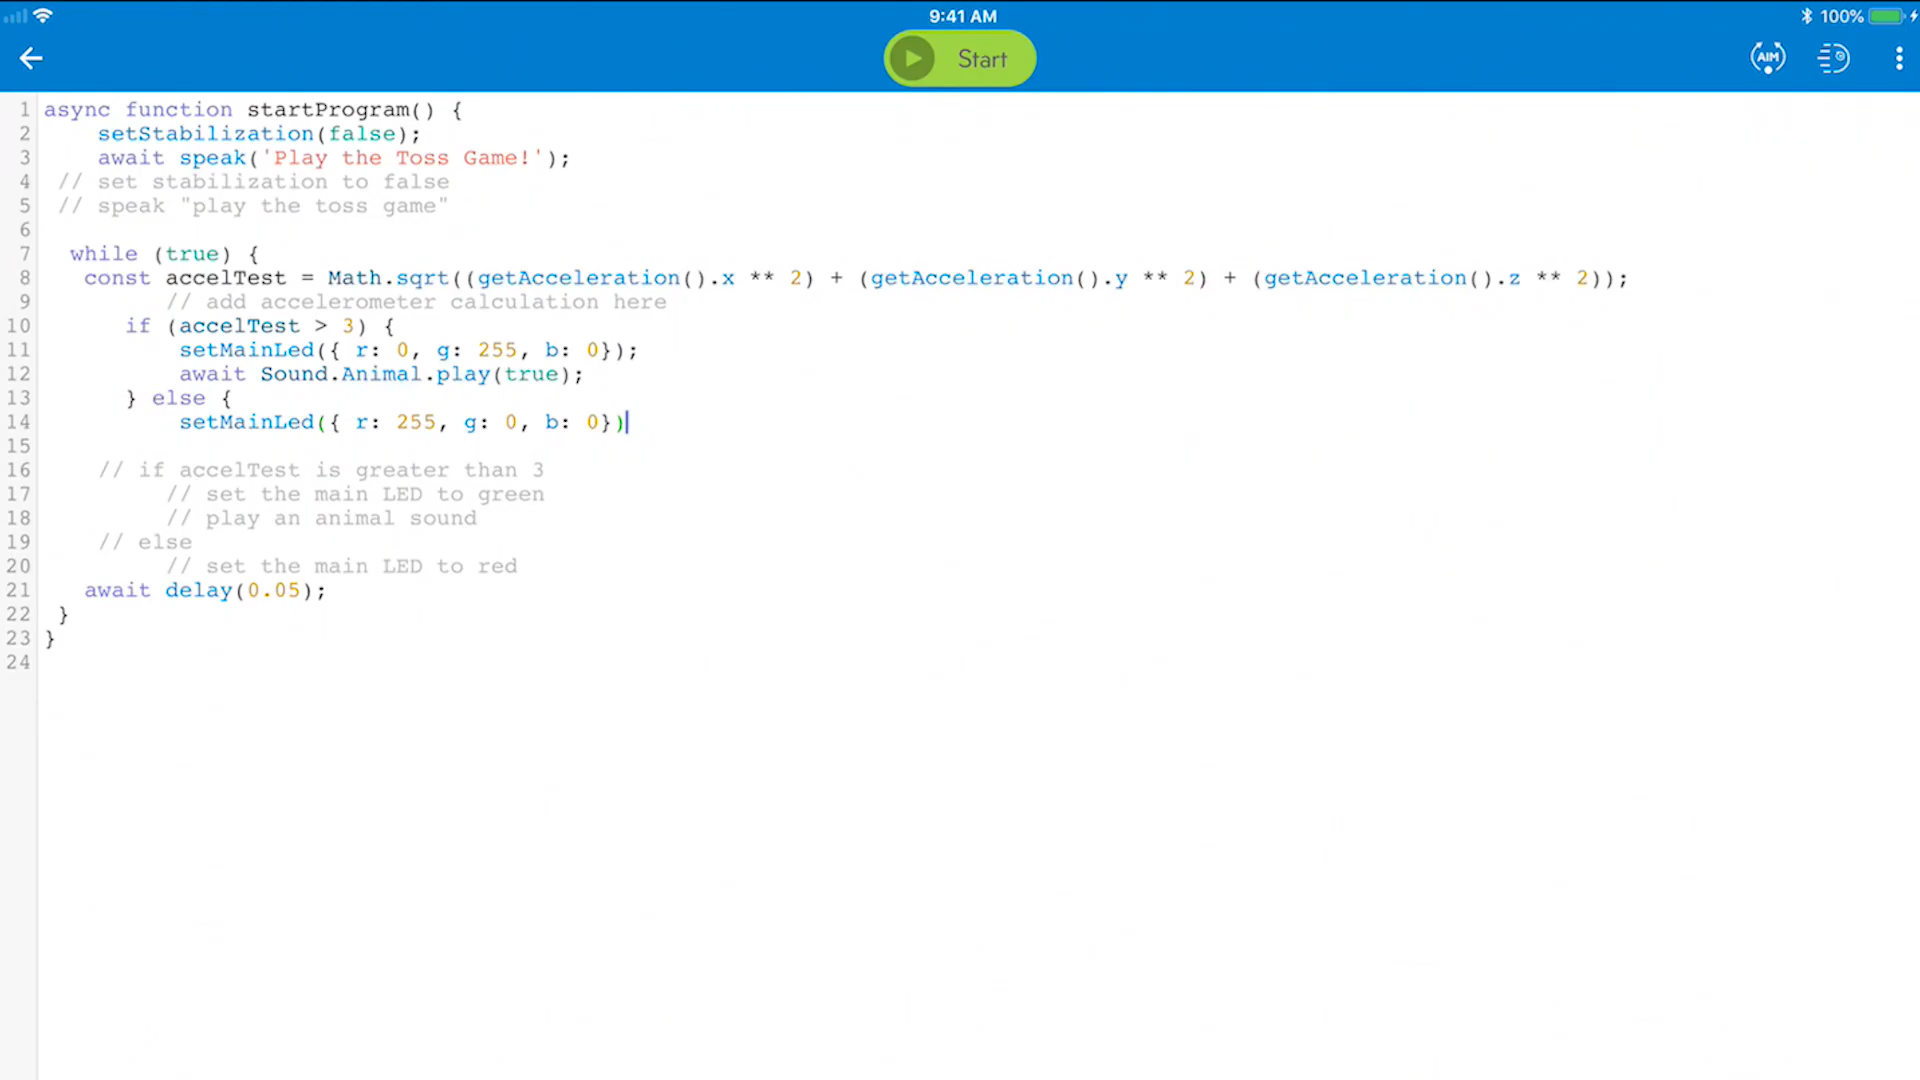 9:41 AM
100%
Start
AIM
1 async function startProgram() {
2 setStabilization(false);
3 await speak('Play the Toss Game!');
4 // set stabilization to false
5 // speak "play the toss game"
6
7 while (true) {
8 const accelTest = Math.sqrt((getAcceleration().x ** 2) + (getAcceleration().y ** 2) + (getAcceleration().z ** 2));
9 // add accelerometer calculation here
10 if (accelTest > 3) {
11 setMainLed({ r: 0, g: 255, b: 0});
12 await Sound.Animal.play(true);
13 } else {
14 setMainLed({ r: 255, g: 0, b: 0})
15
16 // if accelTest is greater than 3
17 // set the main LED to green
18 // play an animal sound
19 // else
20 // set the main LED to red
21 await delay(0.05);
22 }
23 }
24